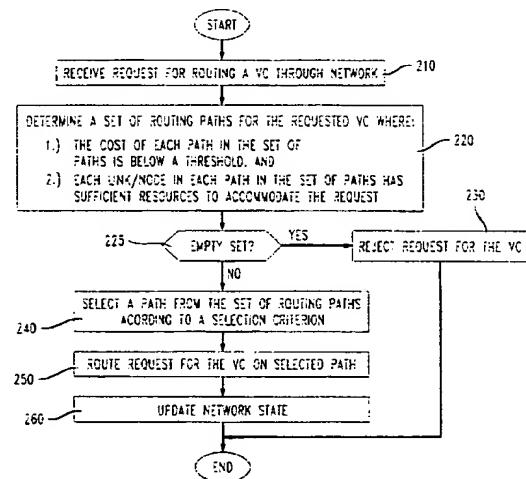 START
RECEIVE REQUEST FOR ROUTING A VC THROUGH NETWORK
210
DETERMINE A SET OF ROUTING PATHS FOR THE REQUESTED VC WHERE:
1.) THE COST OF EACH PATH IN THE SET OF
PATHS IS BELOW A THRESHOLD, AND
2.) EACH LINK/NODE IN EACH PATH IN THE SET OF PATHS HAS
SUFFICIENT RESOURCES TO ACCOMMODATE THE REQUEST
220
225
EMPTY SET?
YES
230
REJECT REQUEST FOR THE VC
NO
SELECT A PATH FROM THE SET OF ROUTING PATHS
ACORDING TO A SELECTION CRITERION
240
ROUTE REQUEST FOR THE VC ON SELECTED PATH
250
UPDATE NETWORK STATE
260
END